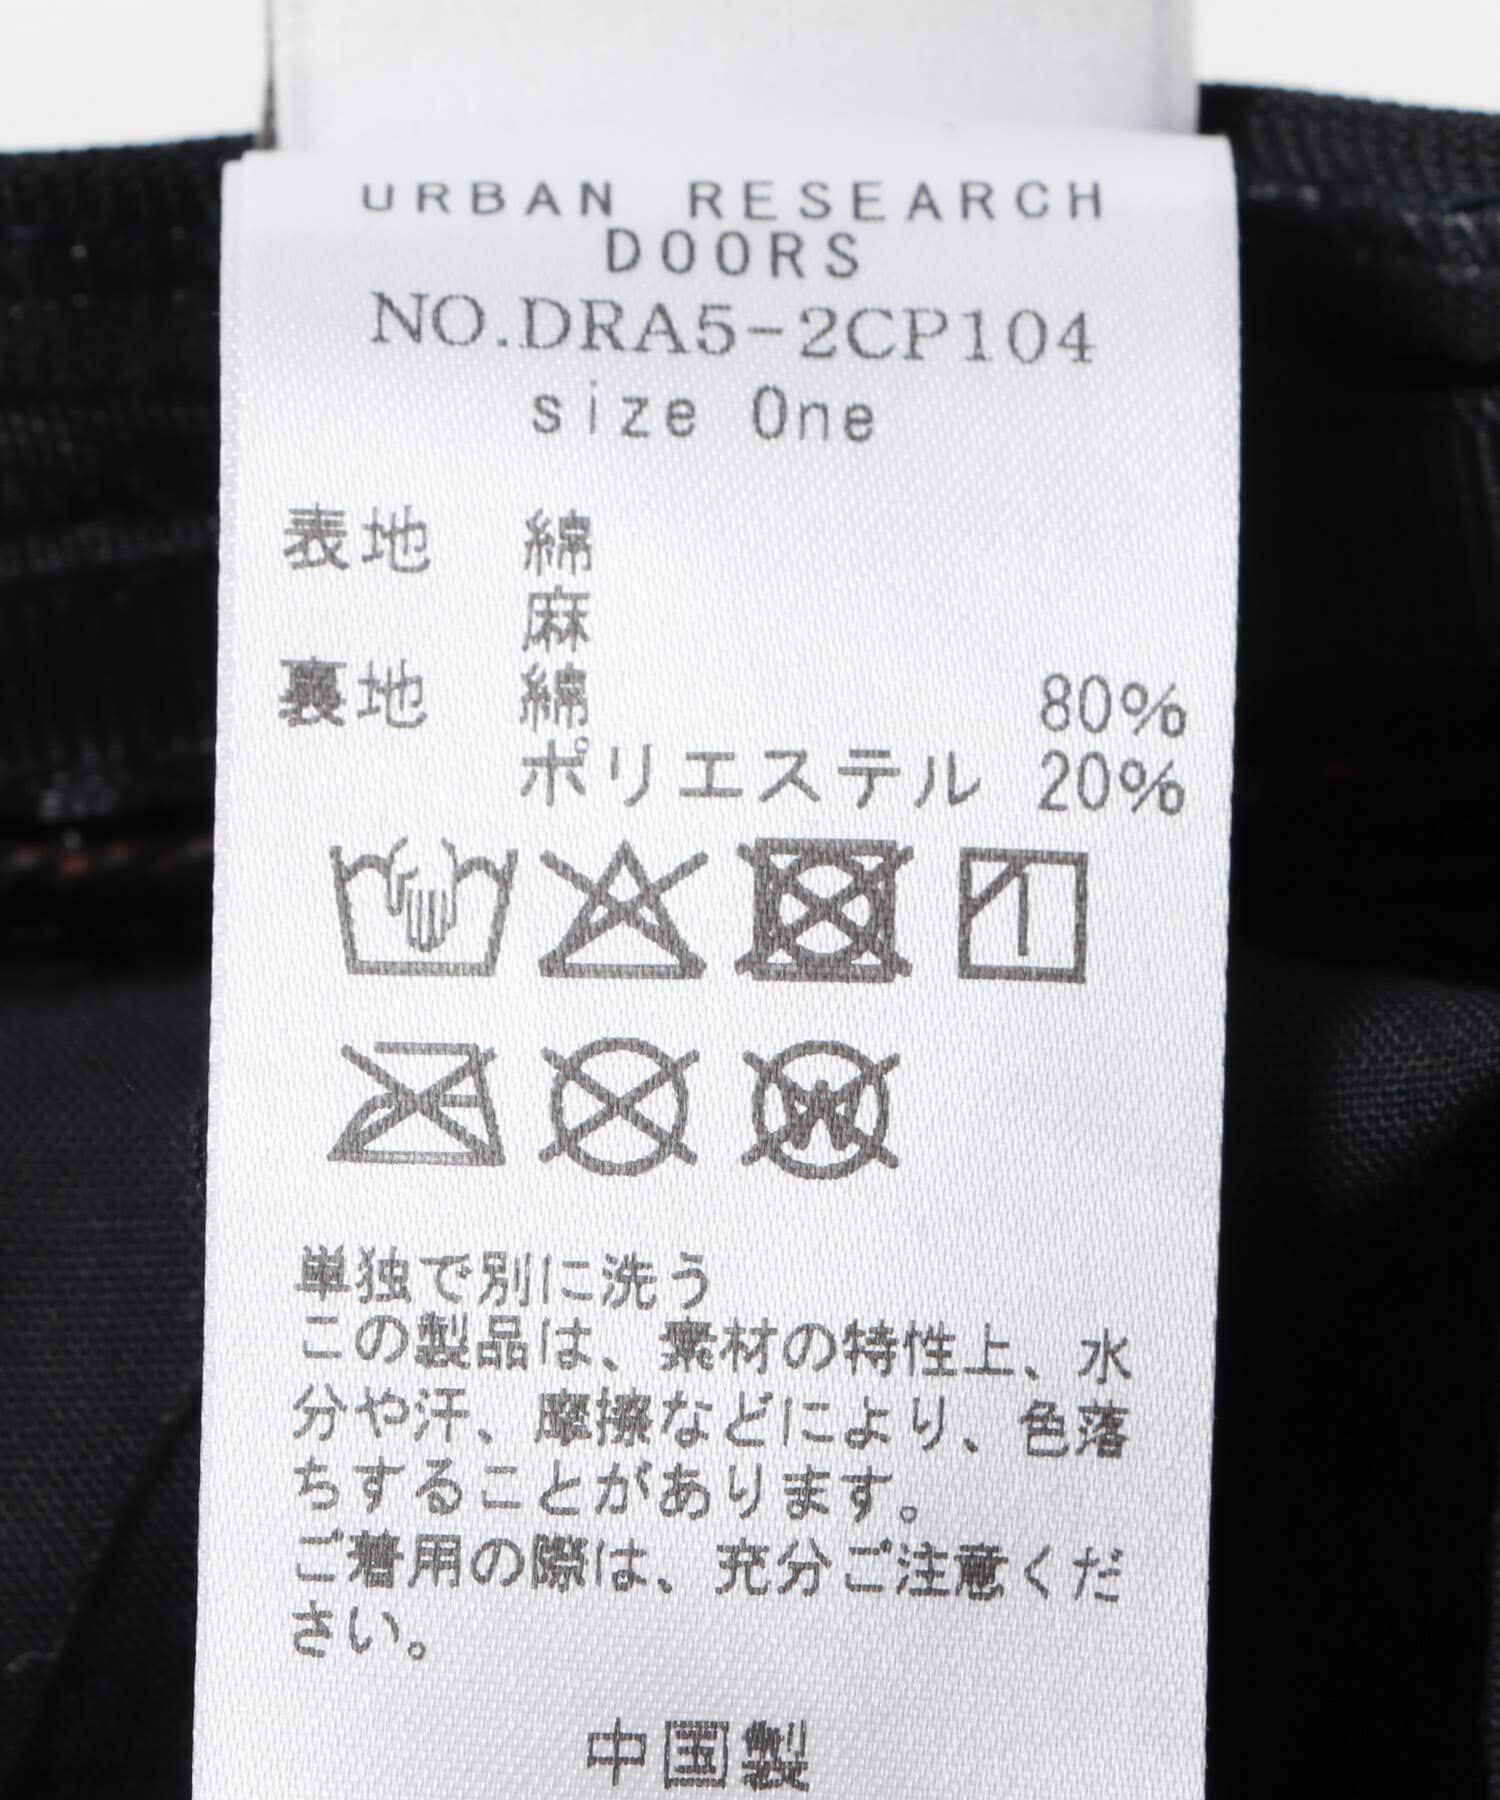 URBAN RESEARCH
DOORS
NO.DRA5-2CP104
size One
表地 綿
麻
裏地 綿 80%
ポリエステル 20%
単独で別に洗う
この製品は、素材の特性上、水
分や汗、摩擦などにより、色落
ちすることがあります。
ご着用の際は、充分ご注意くだ
さい。
中国製